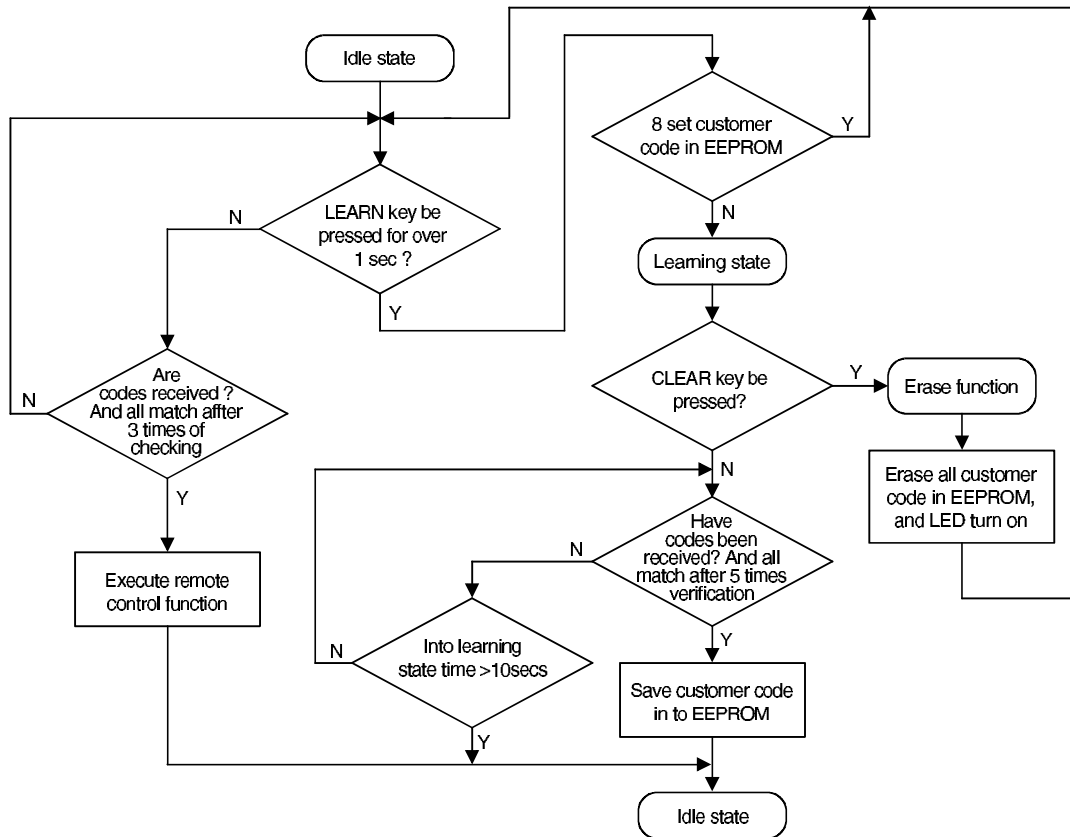 Idle state
8 set customer
code in EEPROM
Y
N
LEARN key be
pressed for over
1 sec ?
N
Y
Learning state
CLEAR key be
pressed?
Y
N
Erase function
Erase all customer
code in EEPROM,
and LED turn on
Are
codes received ?
And all match affter
3 times of
checking
N
Y
Execute remote
control function
Have
codes been
received? And all
match after 5 times
verification
N
Y
Into learning
state time >10secs
N
Y
Save customer code
in to EEPROM
Idle state